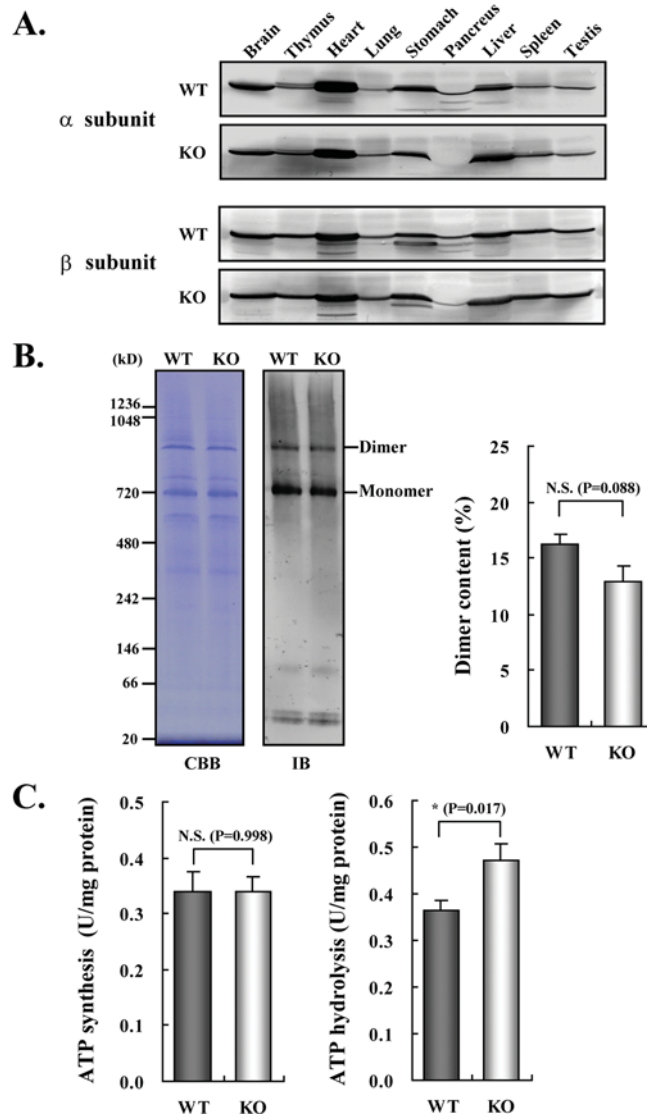 A.
Brain Thymus Heart Lung Stomach Pancreus Liver Spleen Testis
α subunit
WT
KO
β subunit
WT
KO
B.
(kD) WT KO WT KO
1236
1048
720
480
242
146
66
20
Dimer
Monomer
CBB IB
Dimer content (%)
25
20
15
10
5
0
N.S. (P=0.088)
WT KO
C.
ATP synthesis (U/mg protein)
0.5
0.4
0.3
0.2
0.1
0.0
N.S. (P=0.998)
WT KO
ATP hydrolysis (U/mg protein)
0.6
0.5
0.4
0.3
0.2
0.1
0.0
* (P=0.017)
WT KO